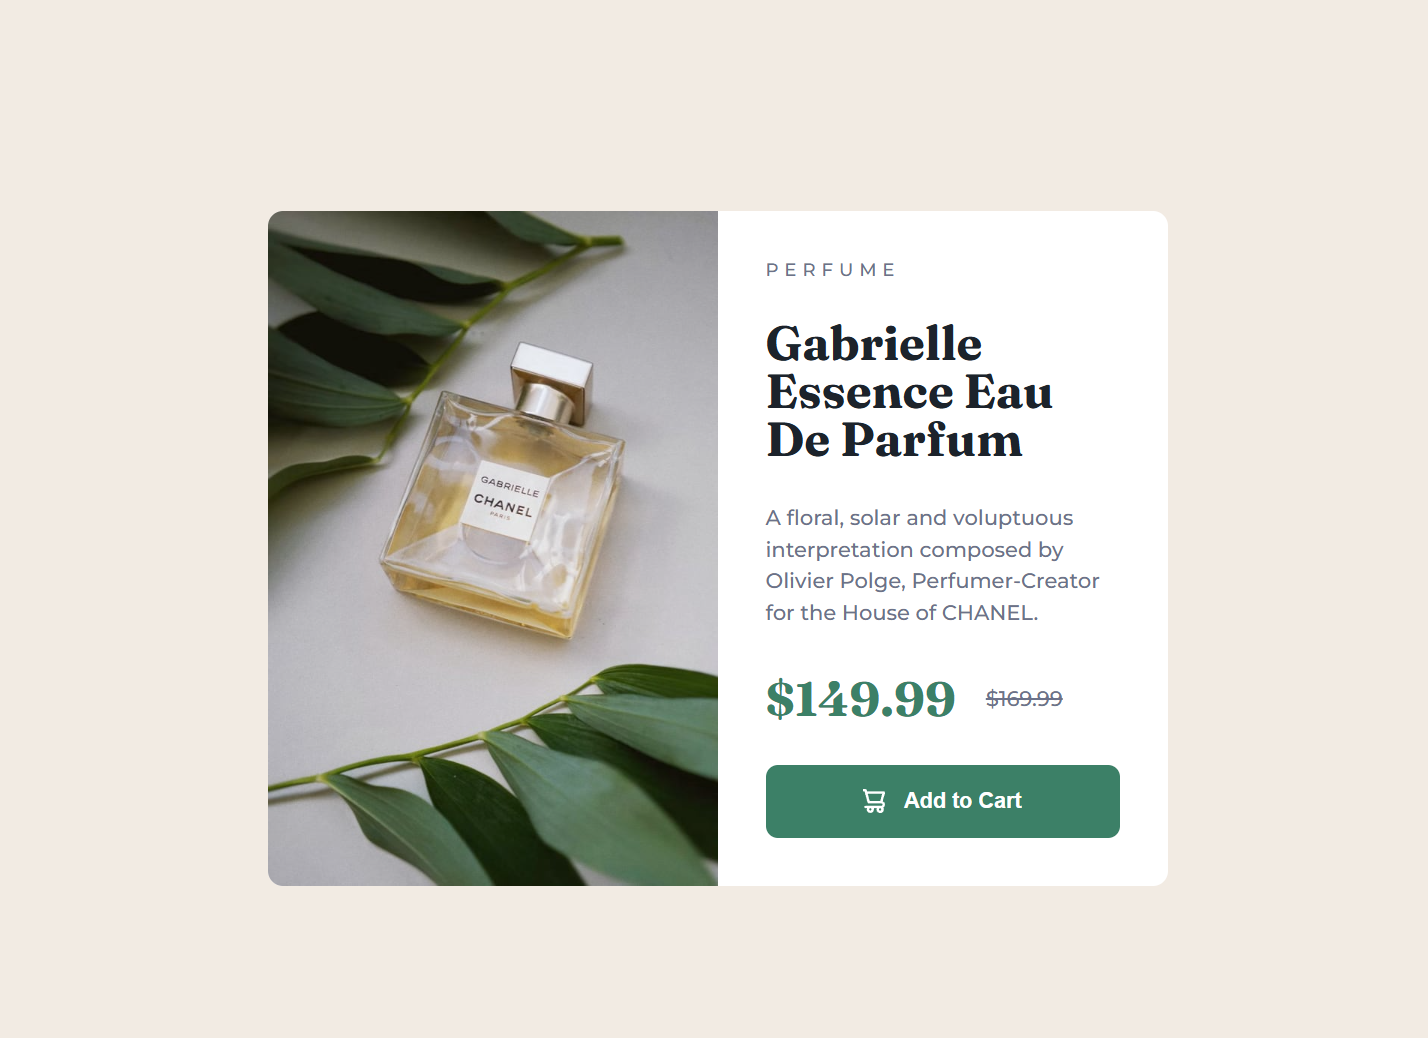 GABRIELLE
CHANEL
PARIS
PERFUME
Gabrielle
Essence Eau
De Parfum
A floral, solar and voluptuous
interpretation composed by
Olivier Polge, Perfumer-Creator
for the House of CHANEL.
$149.99 $169.99
Add to Cart